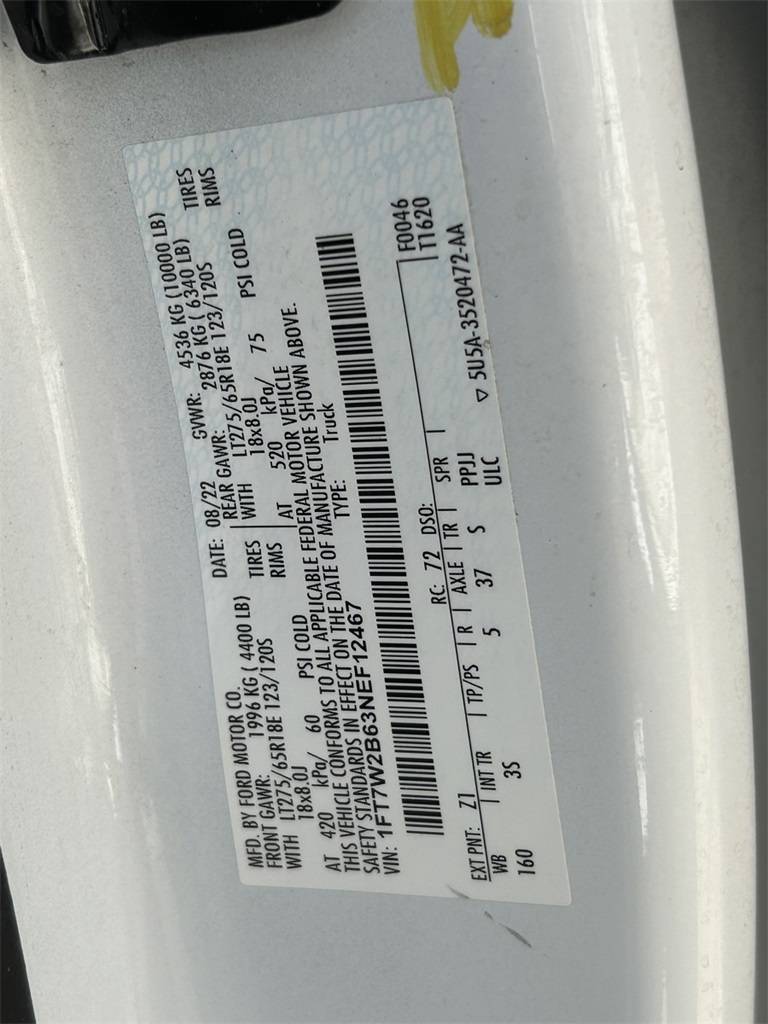 MFD. BY FORD MOTOR CO.
DATE: 08/22 GVWR: 4536 KG (10000 LB)
FRONT GAWR: 1996 KG ( 4400 LB)
REAR GAWR: 2876 KG ( 6340 LB)
WITH LT275/65R18E 123/120S TIRES
18x8.0J RIMS
WITH LT275/65R18E 123/120S TIRES
18x8.0J RIMS
AT 420 kPa/ 60 PSI COLD
AT 520 kPa/ 75 PSI COLD
THIS VEHICLE CONFORMS TO ALL APPLICABLE FEDERAL MOTOR VEHICLE
SAFETY STANDARDS IN EFFECT ON THE DATE OF MANUFACTURE SHOWN ABOVE.
VIN: 1FT7W2B63NEF12467 TYPE: Truck
F0046
T1620
EXT PNT: Z1 RC: 72 DSO:
WB INT TR TP/PS R AXLE TR SPR
160 3S 5 37 S PPJJ
ULC
▽ 5U5A-3520472-AA